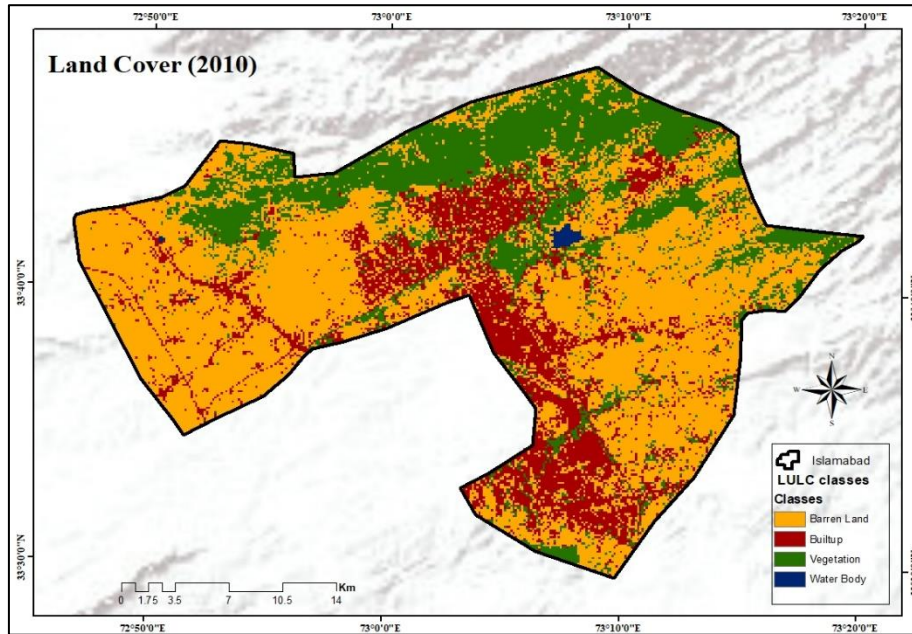 72°50'0"E 73°0'0"E 73°10'0"E 73°20'0"E
Land Cover (2010)
33°40'0"N
N
W E
S
Islamabad
LULC classes
Classes
Barren Land
Builtup
Vegetation
Water Body
33°30'0"N
Km
0 1.75 3.5 7 10.5 14
72°50'0"E 73°0'0"E 73°10'0"E 73°20'0"E